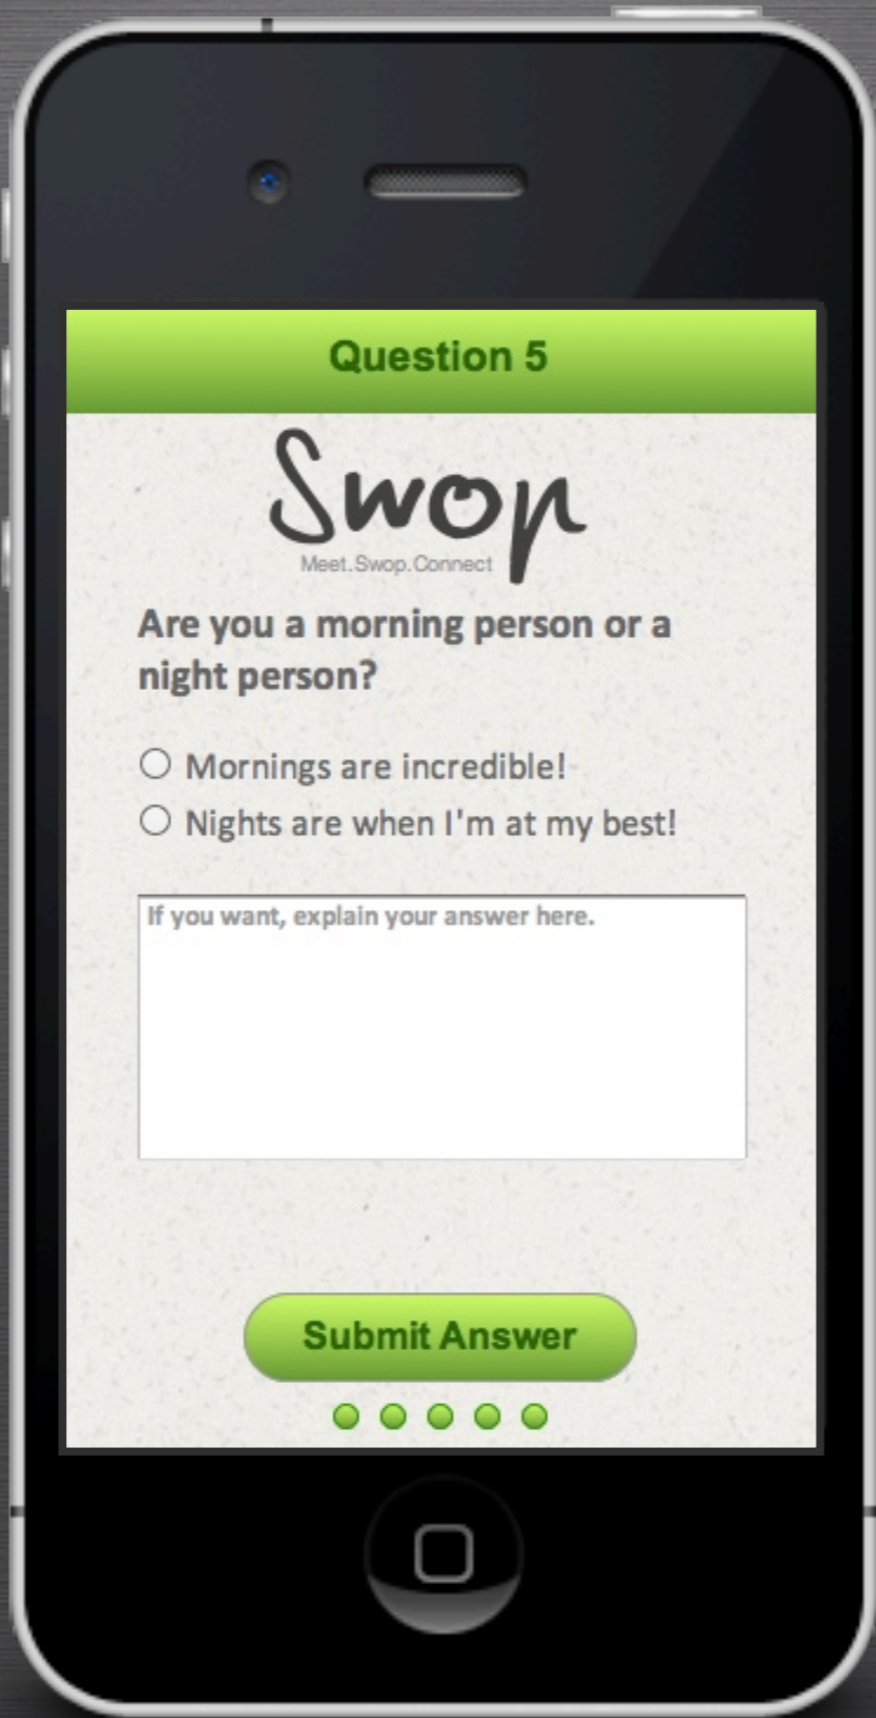 Question 5
Swop
Meet.Swop.Connect
Are you a morning person or a
night person?
Mornings are incredible!
Nights are when I'm at my best!
If you want, explain your answer here.
Submit Answer